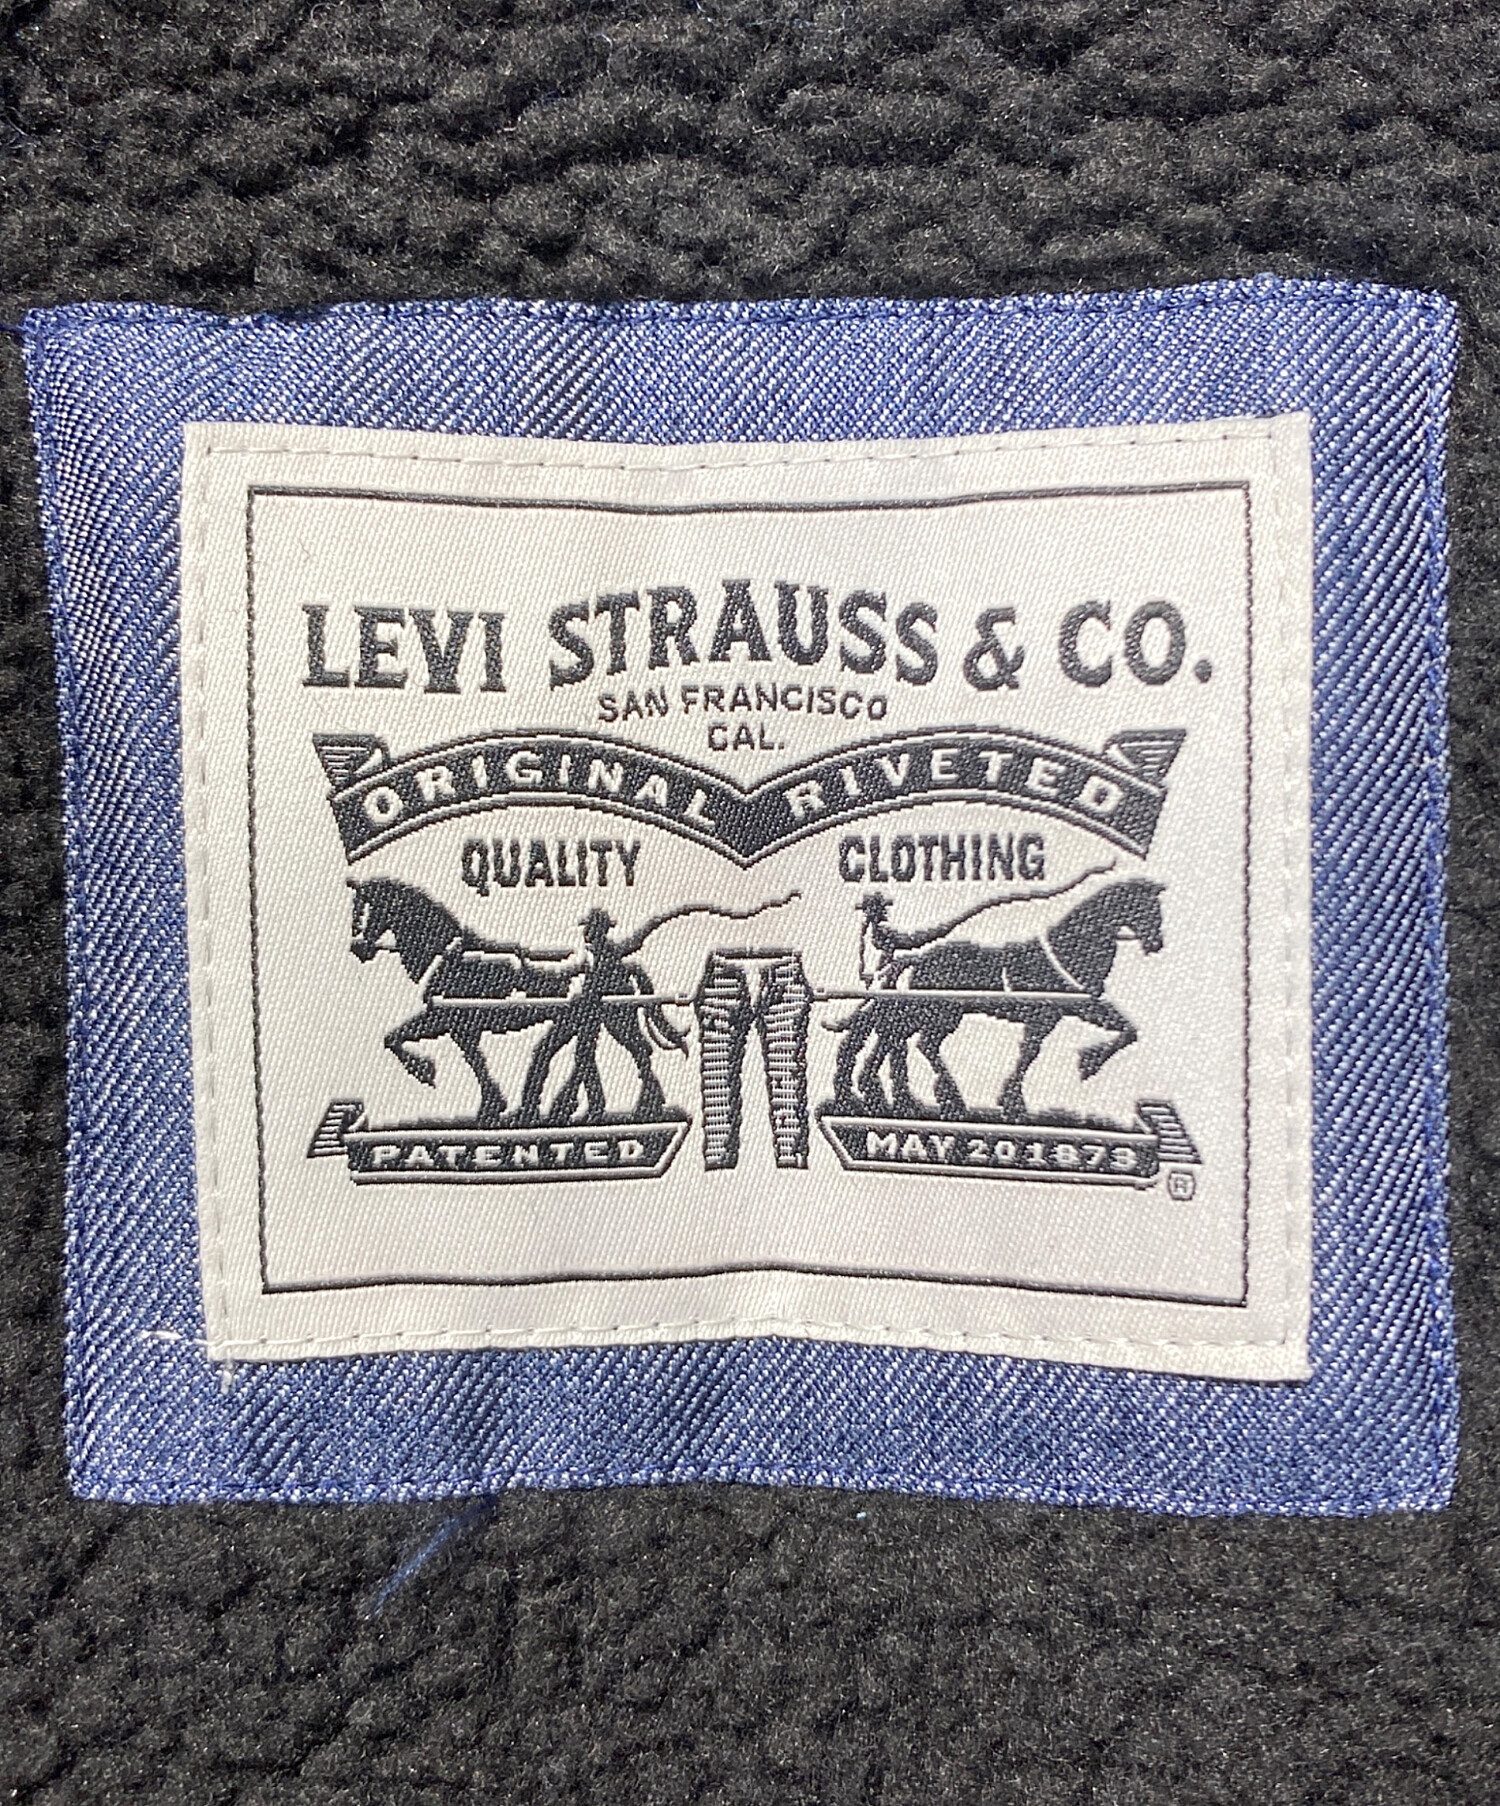 LEVI STRAUSS & CO.
SAN FRANCISCO
CAL.
ORIGINAL RIVETED
QUALITY CLOTHING
PATENTED MAY 20 1873
®